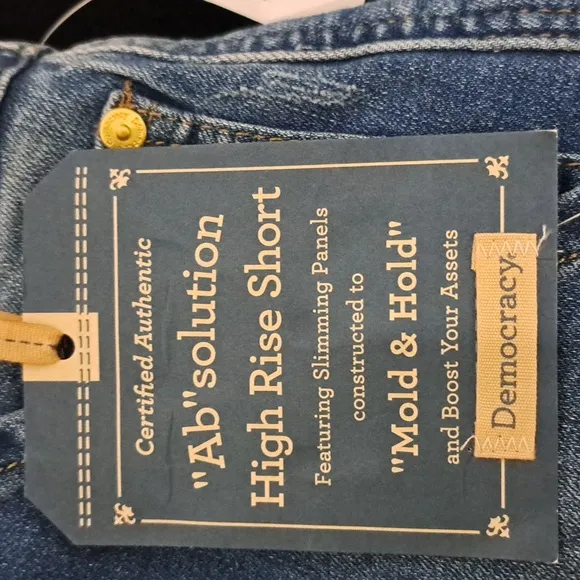 Certified Authentic
"Ab"solution
High Rise Short
Featuring Slimming Panels
constructed to
"Mold & Hold"
and Boost Your Assets
Democracy